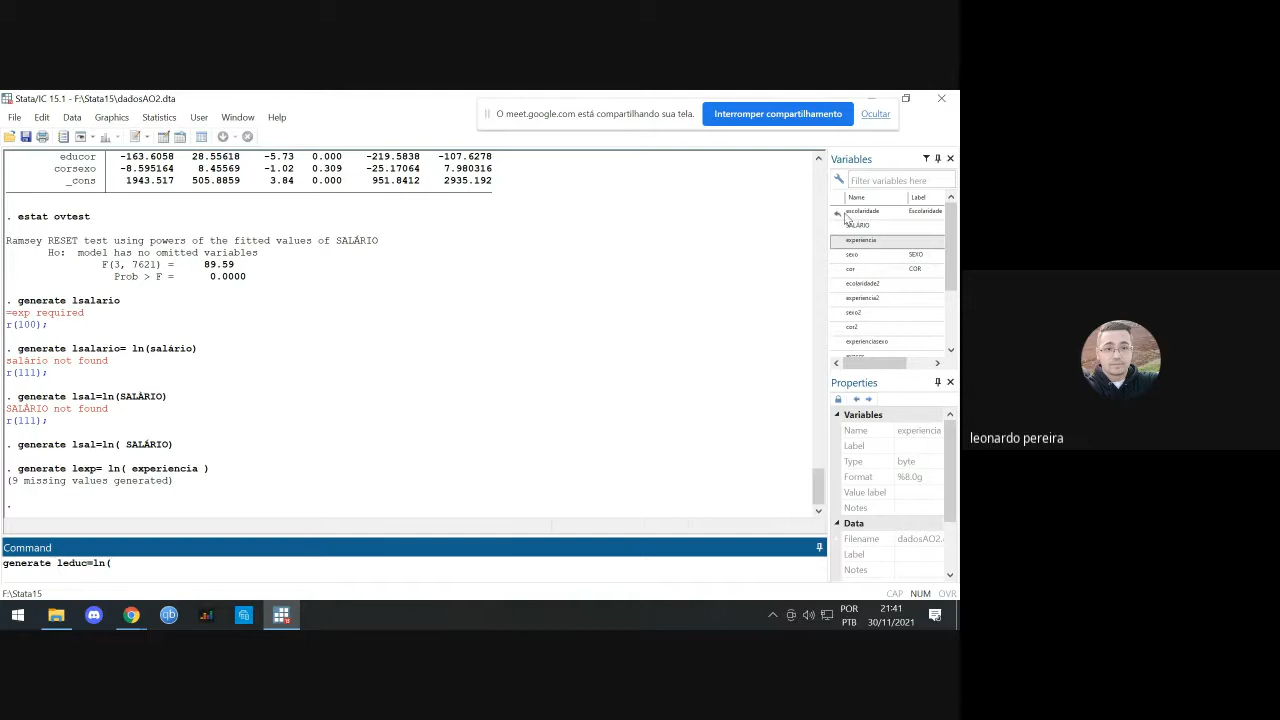 Stata/IC 15.1 - F:\Stata15\dadosAO2.dta
O meet.google.com está compartilhando sua tela.
Interromper compartilhamento
Ocultar
File Edit Data Graphics Statistics User Window Help
educor -163.6058 28.55618 -5.73 0.000 -219.5838 -107.6278
corsexo -8.595164 8.45569 -1.02 0.309 -25.17064 7.980316
_cons 1943.517 505.8859 3.84 0.000 951.8412 2935.192
. estat ovtest
Ramsey RESET test using powers of the fitted values of SALÁRIO
Ho: model has no omitted variables
F(3, 7621) = 89.59
Prob > F = 0.0000
. generate lsalario
=exp required
r(100);
. generate lsalario= ln(salário)
salário not found
r(111);
. generate lsal=ln(SALÁRIO)
SALÁRIO not found
r(111);
. generate lsal=ln( SALÁRIO)
. generate lexp= ln( experiencia )
(9 missing values generated)
.
Command
generate leduc=ln(
F:\Stata15
Variables
Filter variables here
Name Label
escolaridade Escolaridade
SALÁRIO
experiencia
sexo SEXO
cor COR
ecolaridade2
experiencia2
sexo2
cor2
experienciasexo
Properties
Variables
Name experiencia
Label
Type byte
Format %8.0g
Value label
Notes
Data
Filename dadosAO2.
Label
Notes
CAP NUM OVR
POR
PTB
21:41
30/11/2021
leonardo pereira